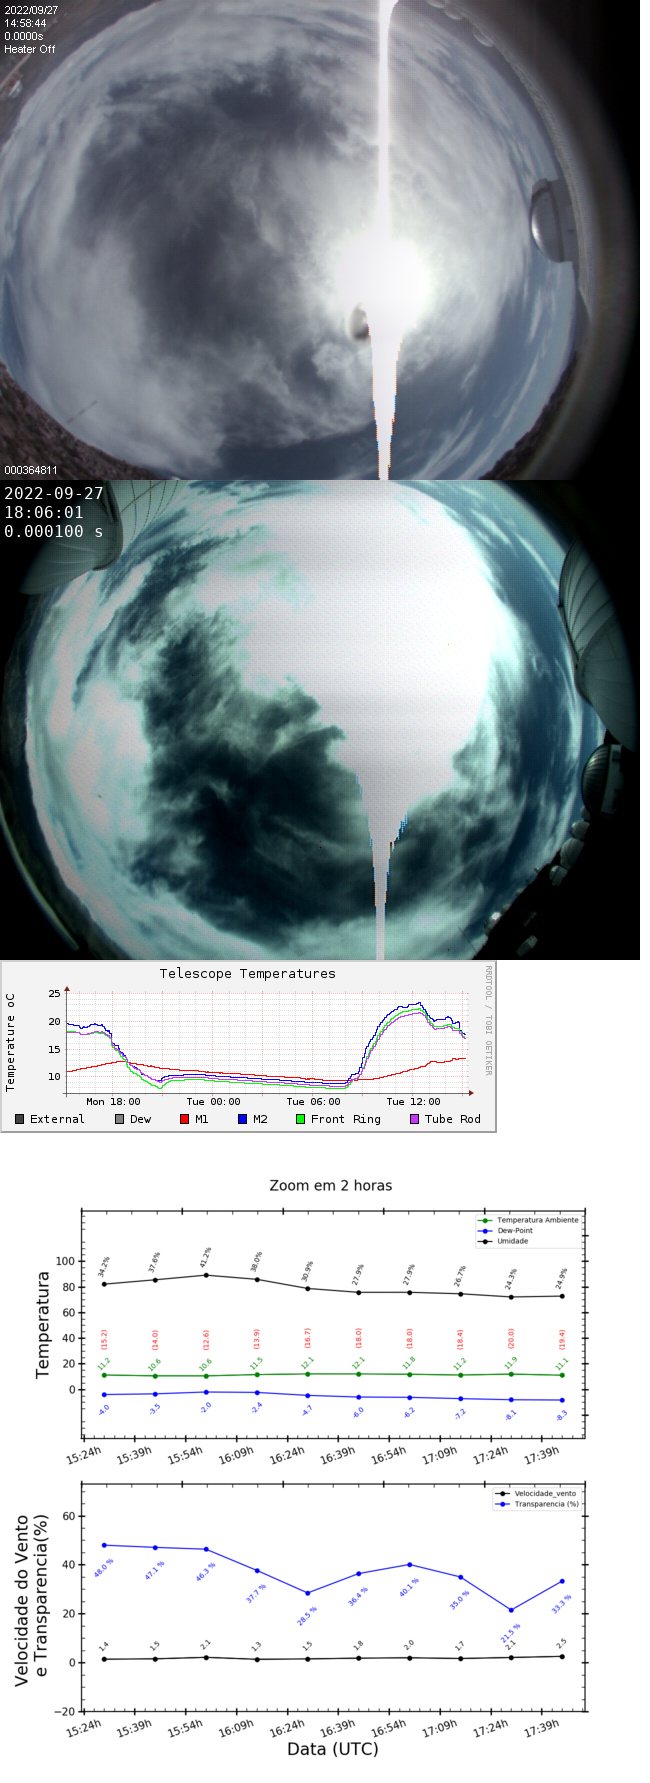 2022/09/27
14:58:44
0.0000s
Heater Off
000364811
2022-09-27
18:06:01
0.000100 s
Telescope Temperatures
Temperature oC
25
20
15
10
Mon 18:00 Tue 00:00 Tue 06:00 Tue 12:00
External Dew M1 M2 Front Ring Tube Rod
RRDTOOL / TOBI OETIKER
Zoom em 2 horas
Temperatura
Temperatura Ambiente
Dew-Point
Umidade
100
80
60
40
20
0
34.2% 37.6% 41.2% 38.0% 30.9% 27.9% 27.9% 26.7% 24.3% 24.9%
(15.2) (14.0) (12.6) (13.9) (16.7) (18.0) (18.0) (18.4) (20.0) (19.4)
11.2 10.6 10.6 11.5 12.1 12.1 11.8 11.2 11.9 11.1
-4.0 -3.5 -2.0 -2.4 -4.7 -6.0 -6.2 -7.2 -8.1 -8.3
15:24h 15:39h 15:54h 16:09h 16:24h 16:39h 16:54h 17:09h 17:24h 17:39h
Velocidade do Vento
e Transparencia(%)
Velocidade_vento
Transparencia (%)
60
40
20
0
−20
48.0 % 47.1 % 46.3 % 37.7 % 28.5 % 36.4 % 40.1 % 35.0 % 21.5 % 33.3 %
1.4 1.5 2.1 1.3 1.5 1.8 2.0 1.7 2.1 2.5
15:24h 15:39h 15:54h 16:09h 16:24h 16:39h 16:54h 17:09h 17:24h 17:39h
Data (UTC)